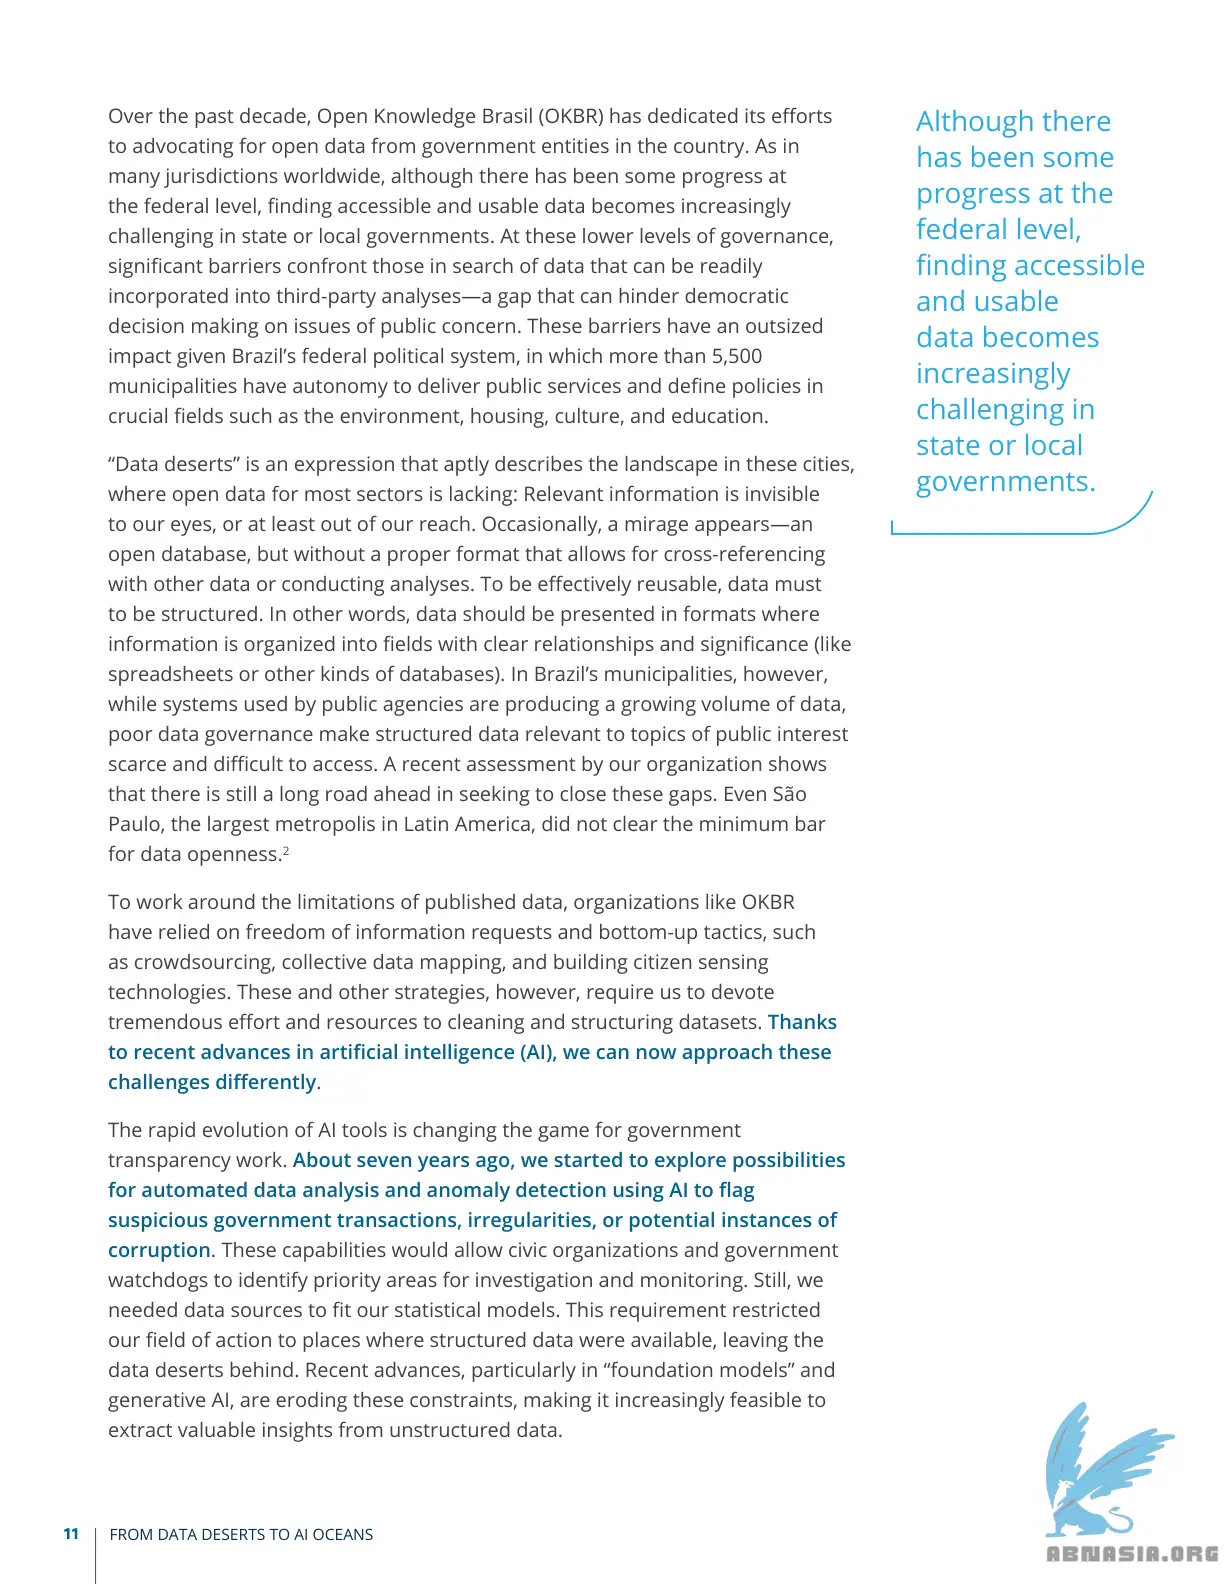 Over the past decade, Open Knowledge Brasil (OKBR) has dedicated its efforts
to advocating for open data from government entities in the country. As in
many jurisdictions worldwide, although there has been some progress at
the federal level, finding accessible and usable data becomes increasingly
challenging in state or local governments. At these lower levels of governance,
significant barriers confront those in search of data that can be readily
incorporated into third-party analyses—a gap that can hinder democratic
decision making on issues of public concern. These barriers have an outsized
impact given Brazil’s federal political system, in which more than 5,500
municipalities have autonomy to deliver public services and define policies in
crucial fields such as the environment, housing, culture, and education.
“Data deserts” is an expression that aptly describes the landscape in these cities,
where open data for most sectors is lacking: Relevant information is invisible
to our eyes, or at least out of our reach. Occasionally, a mirage appears—an
open database, but without a proper format that allows for cross-referencing
with other data or conducting analyses. To be effectively reusable, data must
to be structured. In other words, data should be presented in formats where
information is organized into fields with clear relationships and significance (like
spreadsheets or other kinds of databases). In Brazil’s municipalities, however,
while systems used by public agencies are producing a growing volume of data,
poor data governance make structured data relevant to topics of public interest
scarce and difficult to access. A recent assessment by our organization shows
that there is still a long road ahead in seeking to close these gaps. Even São
Paulo, the largest metropolis in Latin America, did not clear the minimum bar
for data openness.²
To work around the limitations of published data, organizations like OKBR
have relied on freedom of information requests and bottom-up tactics, such
as crowdsourcing, collective data mapping, and building citizen sensing
technologies. These and other strategies, however, require us to devote
tremendous effort and resources to cleaning and structuring datasets. Thanks
to recent advances in artificial intelligence (AI), we can now approach these
challenges differently.
The rapid evolution of AI tools is changing the game for government
transparency work. About seven years ago, we started to explore possibilities
for automated data analysis and anomaly detection using AI to flag
suspicious government transactions, irregularities, or potential instances of
corruption. These capabilities would allow civic organizations and government
watchdogs to identify priority areas for investigation and monitoring. Still, we
needed data sources to fit our statistical models. This requirement restricted
our field of action to places where structured data were available, leaving the
data deserts behind. Recent advances, particularly in “foundation models” and
generative AI, are eroding these constraints, making it increasingly feasible to
extract valuable insights from unstructured data.
Although there
has been some
progress at the
federal level,
finding accessible
and usable
data becomes
increasingly
challenging in
state or local
governments.
11 FROM DATA DESERTS TO AI OCEANS
ABNASIA.ORG